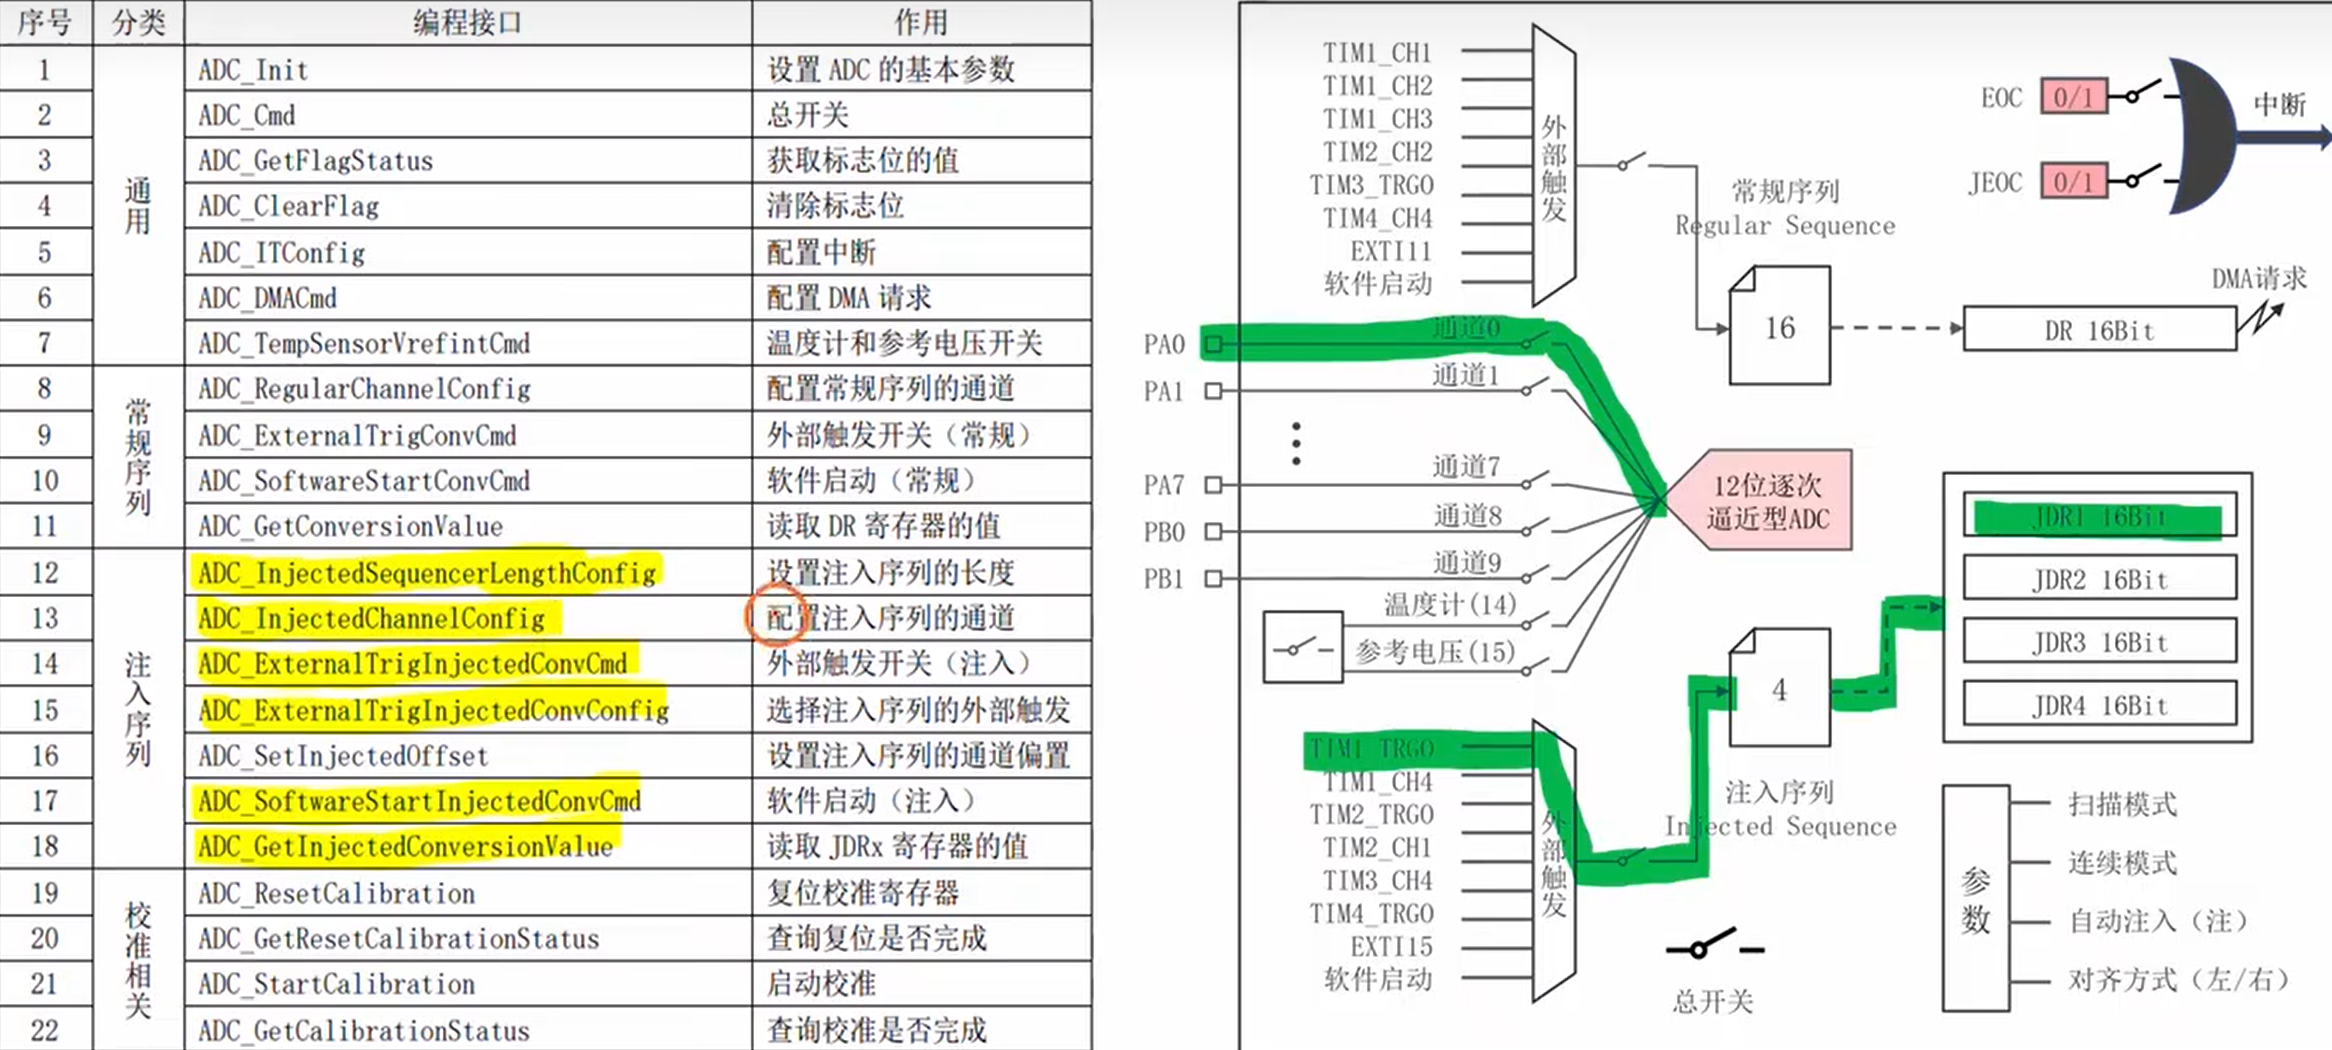 序号 分类 编程接口 作用
1 ADC_Init 设置 ADC 的基本参数
2 ADC_Cmd 总开关
3 ADC_GetFlagStatus 获取标志位的值
4 ADC_ClearFlag 清除标志位
5 ADC_ITConfig 配置中断
6 ADC_DMACmd 配置 DMA 请求
7 ADC_TempSensorVrefintCmd 温度计和参考电压开关
通用
8 ADC_RegularChannelConfig 配置常规序列的通道
9 ADC_ExternalTrigConvCmd 外部触发开关（常规）
10 ADC_SoftwareStartConvCmd 软件启动（常规）
11 ADC_GetConversionValue 读取 DR 寄存器的值
常规序列
12 ADC_InjectedSequencerLengthConfig 设置注入序列的长度
13 ADC_InjectedChannelConfig 配置注入序列的通道
14 ADC_ExternalTrigInjectedConvCmd 外部触发开关（注入）
15 ADC_ExternalTrigInjectedConvConfig 选择注入序列的外部触发
16 ADC_SetInjectedOffset 设置注入序列的通道偏置
17 ADC_SoftwareStartInjectedConvCmd 软件启动（注入）
18 ADC_GetInjectedConversionValue 读取 JDRx 寄存器的值
注入序列
19 ADC_ResetCalibration 复位校准寄存器
20 ADC_GetResetCalibrationStatus 查询复位是否完成
21 ADC_StartCalibration 启动校准
22 ADC_GetCalibrationStatus 查询校准是否完成
校准相关
TIM1_CH1
TIM1_CH2
TIM1_CH3
TIM2_CH2
TIM3_TRGO
TIM4_CH4
EXTI11
软件启动
外部触发
常规序列
Regular Sequence
16
EOC 0/1
JEOC 0/1
中断
DMA请求
DR 16Bit
PA0 通道0
PA1 通道1
PA7 通道7
PB0 通道8
PB1 通道9
温度计(14)
参考电压(15)
12位逐次
逼近型ADC
JDR1 16Bit
JDR2 16Bit
JDR3 16Bit
JDR4 16Bit
4
注入序列
Injected Sequence
TIM1_TRGO
TIM1_CH4
TIM2_TRGO
TIM2_CH1
TIM3_CH4
TIM4_TRGO
EXTI15
软件启动
外部触发
总开关
参数
扫描模式
连续模式
自动注入（注）
对齐方式（左/右）